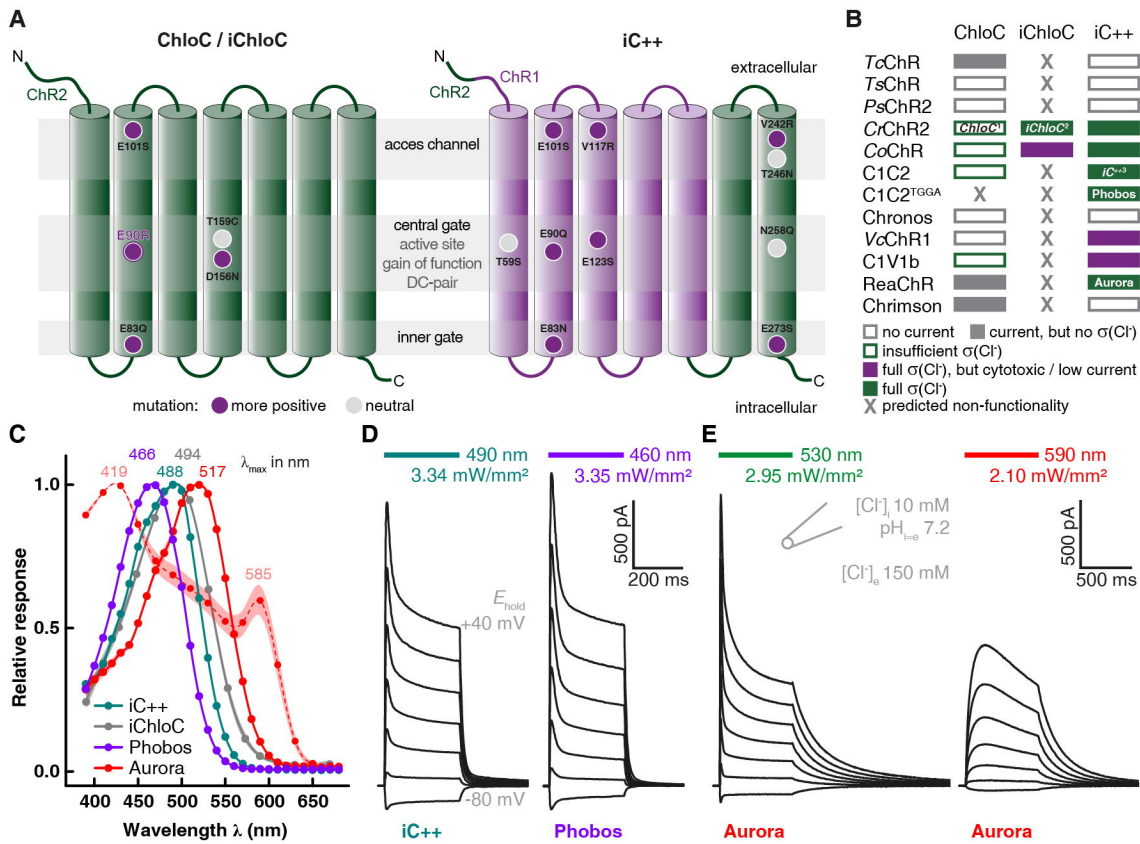 A
ChloC / iChloC
iC++
N
ChR2
N
ChR2
ChR1
extracellular
E101S
acces channel
E101S
V117R
V242R
T246N
E90R
T159C
D156N
central gate
active site
gain of function
DC-pair
T59S
E90Q
E123S
N258Q
E83Q
inner gate
E83N
E273S
C
C
mutation: more positive neutral
intracellular
B
ChloC iChloC iC++
TcChR X
TsChR X
PsChR2 X
CrChR2 ChloC¹ iChloC²
CoChR
C1C2 X iC++³
C1C2TGGA X X Phobos
Chronos X
VcChR1 X
C1V1b X
ReaChR X Aurora
Chrimson X
no current current, but no σ(Cl-)
insufficient σ(Cl-)
full σ(Cl-), but cytotoxic / low current
full σ(Cl-)
X predicted non-functionality
C
466 494
419 488 517 λmax in nm
585
1.0
0.5
0.0
Relative response
iC++
iChloC
Phobos
Aurora
400 450 500 550 600 650
Wavelength λ (nm)
D
490 nm
3.34 mW/mm²
460 nm
3.35 mW/mm²
500 pA
200 ms
Ehold
+40 mV
-80 mV
iC++
Phobos
E
530 nm
2.95 mW/mm²
590 nm
2.10 mW/mm²
[Cl-]i 10 mM
pHi=e 7.2
[Cl-]e 150 mM
500 pA
500 ms
Aurora
Aurora